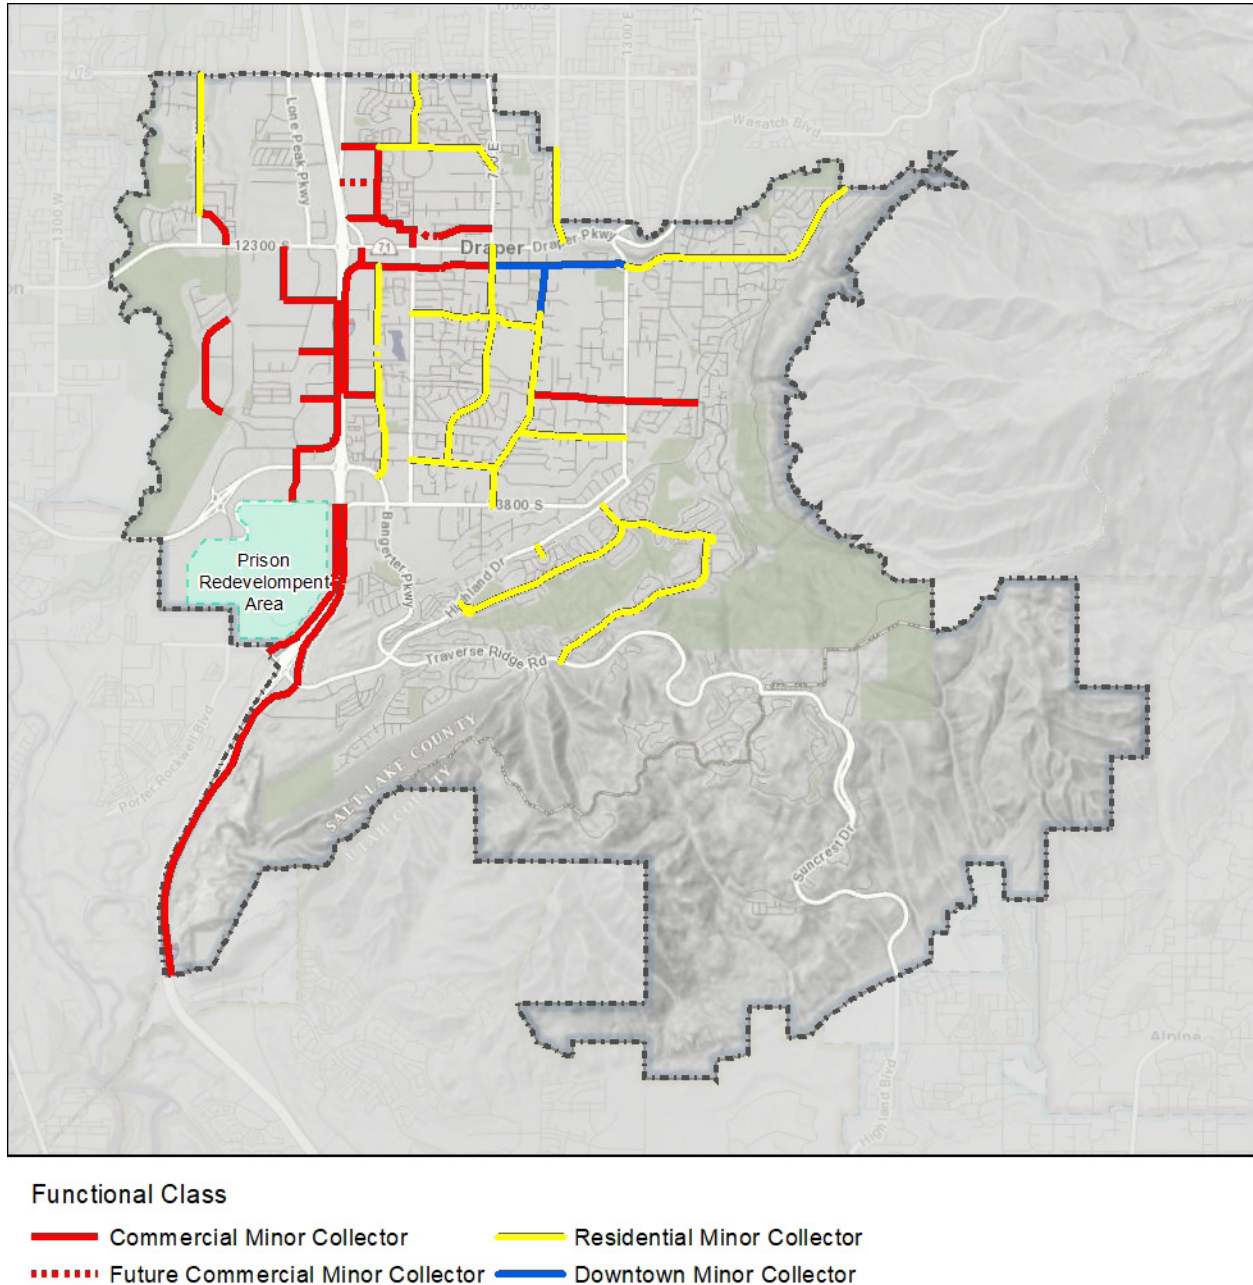 11000 S
1300 E
Wasatch Blvd
Lone Peak Pkwy
700 E
1300 W
12300 S
71
Draper
Draper Pkwy
3800 S
Bangerter Pkwy
Prison
Redevelompent
Area
Highland Dr
Traverse Ridge Rd
Porter Rockwell Blvd
SALT LAKE COUNTY
UTAH COUNTY
Suncrest Dr
Alpine
Highland Blvd
Functional Class
Commercial Minor Collector
Residential Minor Collector
Future Commercial Minor Collector
Downtown Minor Collector